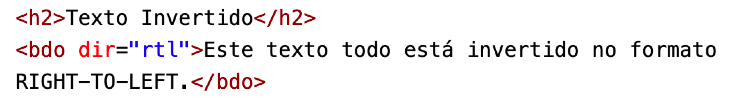 <h2>Texto Invertido</h2>
<bdo dir="rtl">Este texto todo está invertido no formato
RIGHT-TO-LEFT.</bdo>